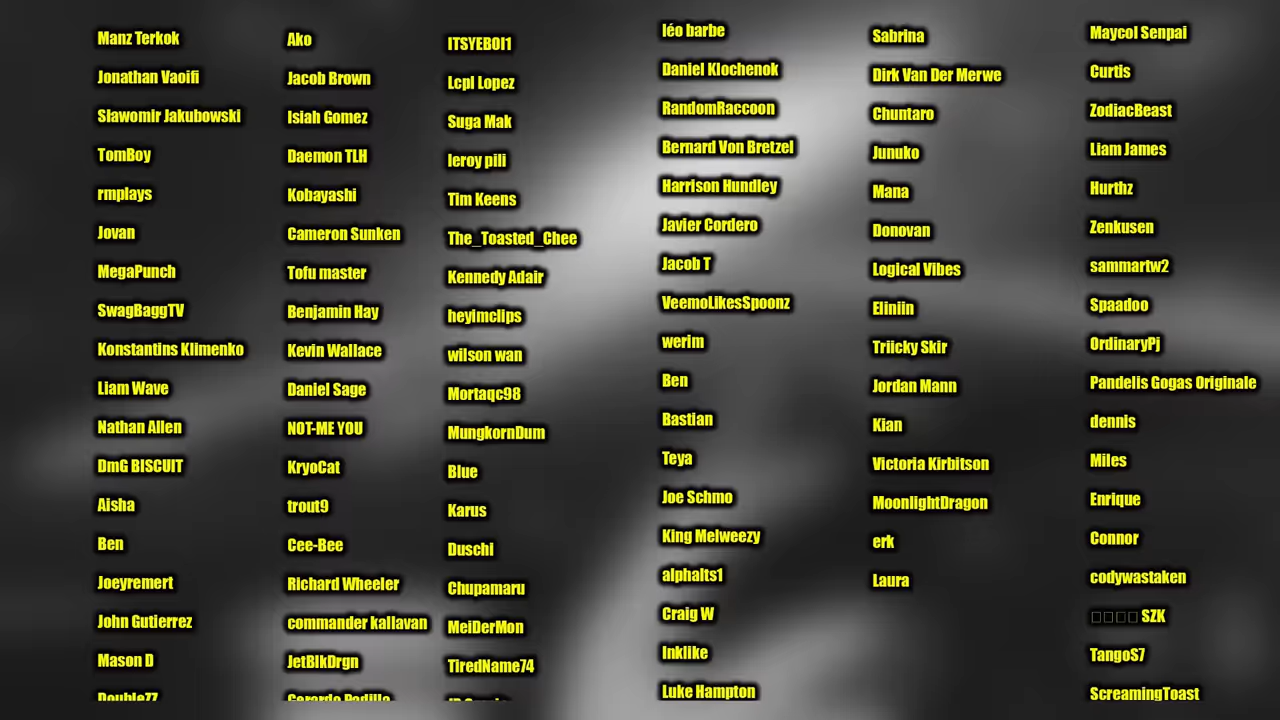 Manz Terkok
Jonathan Vaoifi
Slawomir Jakubowski
TomBoy
rmplays
Jovan
MegaPunch
SwagBaggTV
Konstantins Klimenko
Liam Wave
Nathan Allen
DmG BISCUIT
Aisha
Ben
Joeyremert
John Gutierrez
Mason D
Double77
Ako
Jacob Brown
Isiah Gomez
Daemon TLH
Kobayashi
Cameron Sunken
Tofu master
Benjamin Hay
Kevin Wallace
Daniel Sage
NOT-ME YOU
KryoCat
trout9
Cee-Bee
Richard Wheeler
commander kallavan
JetBlkDrgn
Gerardo Padilla
ITSYEBOI1
Lcpl Lopez
Suga Mak
leroy pili
Tim Keens
The_Toasted_Chee
Kennedy Adair
heyimclips
wilson wan
Mortaqc98
MungkornDum
Blue
Karus
Duschl
Chupamaru
MeiDerMon
TiredName74
léo barbe
Daniel Klochenok
RandomRaccoon
Bernard Von Bretzel
Harrison Hundley
Javier Cordero
Jacob T
VeemoLikesSpoonz
werim
Ben
Bastian
Teya
Joe Schmo
King Melweezy
alphalts1
Craig W
Inklike
Luke Hampton
Sabrina
Dirk Van Der Merwe
Chuntaro
Junuko
Mana
Donovan
Logical Vibes
Eliniin
Triicky Skir
Jordan Mann
Kian
Victoria Kirbitson
MoonlightDragon
erk
Laura
Maycol Senpai
Curtis
ZodiacBeast
Liam James
Hurthz
Zenkusen
sammartw2
Spaadoo
OrdinaryPj
Pandelis Gogas Originale
dennis
Miles
Enrique
Connor
codywastaken
SZK
TangoS7
ScreamingToast